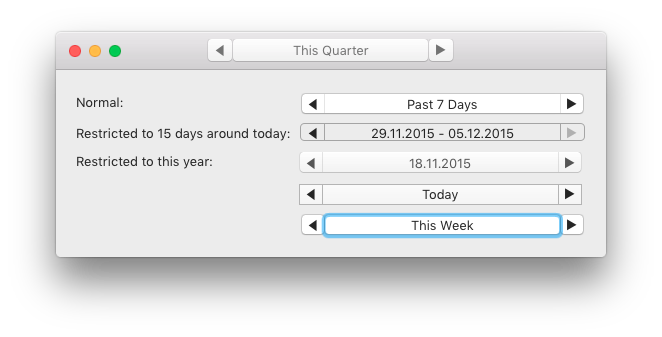 This Quarter
Normal: Past 7 Days
Restricted to 15 days around today: 29.11.2015 - 05.12.2015
Restricted to this year: 18.11.2015
Today
This Week